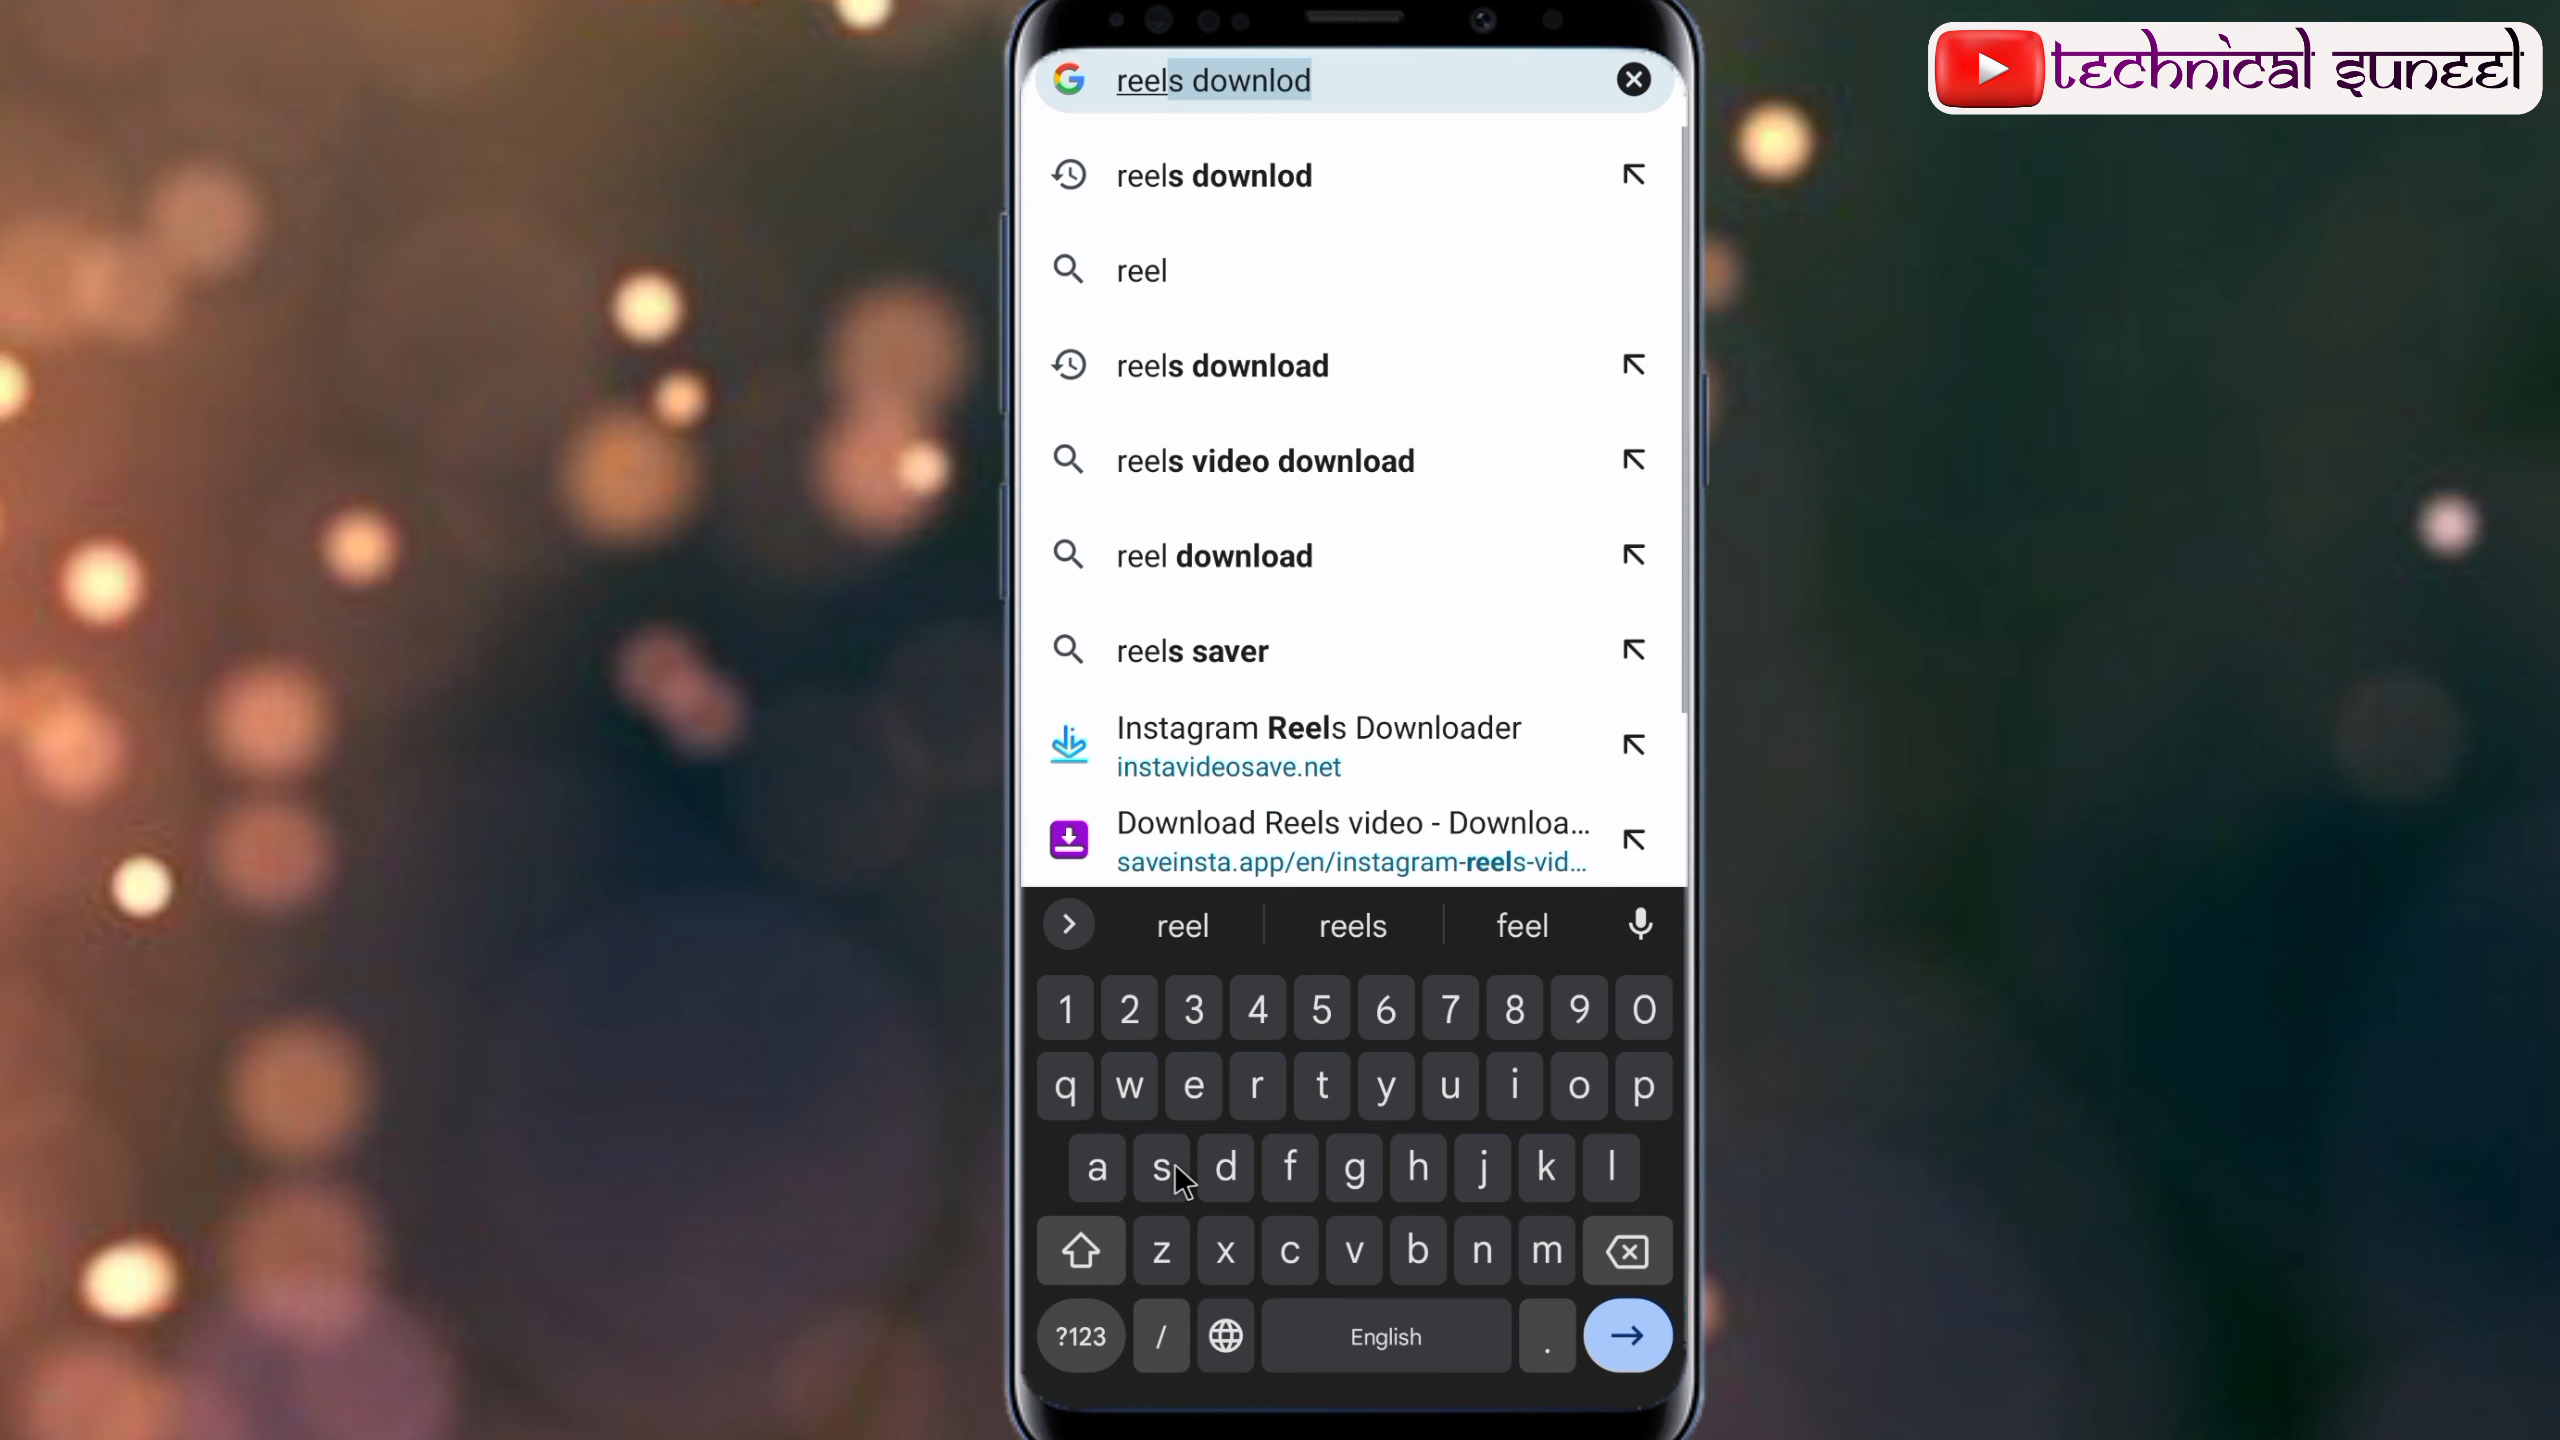 technical suneel
reels downlod
reels downlod
reel
reels download
reels video download
reel download
reels saver
Instagram Reels Downloader
instavideosave.net
Download Reels video - Downloa...
saveinsta.app/en/instagram-reels-vid...
reel reels feel
1 2 3 4 5 6 7 8 9 0
q w e r t y u i o p
a s d f g h j k l
z x c v b n m
?123 / English .